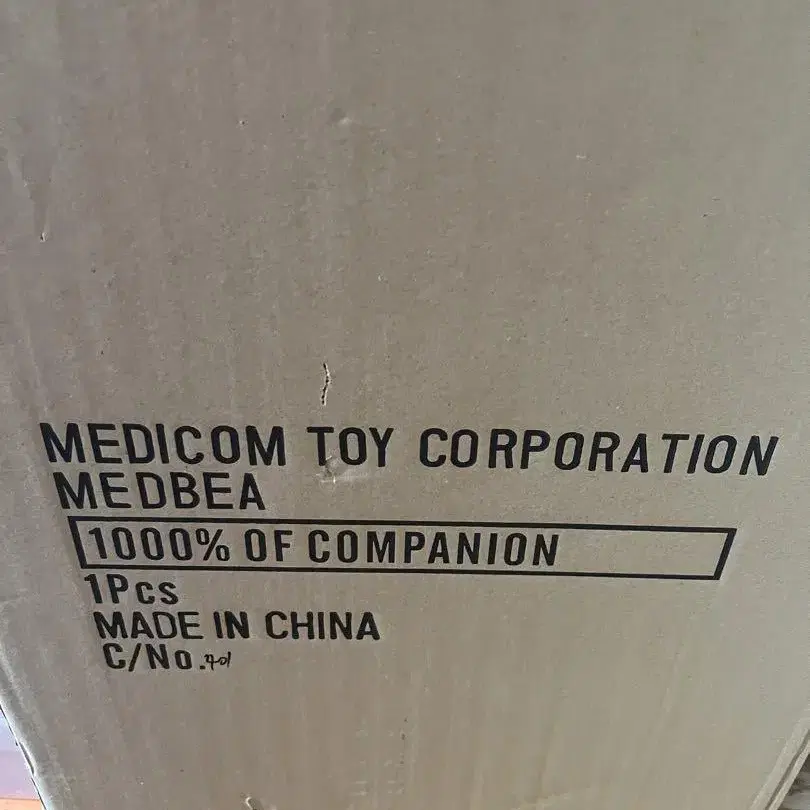 MEDICOM TOY CORPORATION
MEDBEA
1000% OF COMPANION
1Pcs
MADE IN CHINA
C/No.